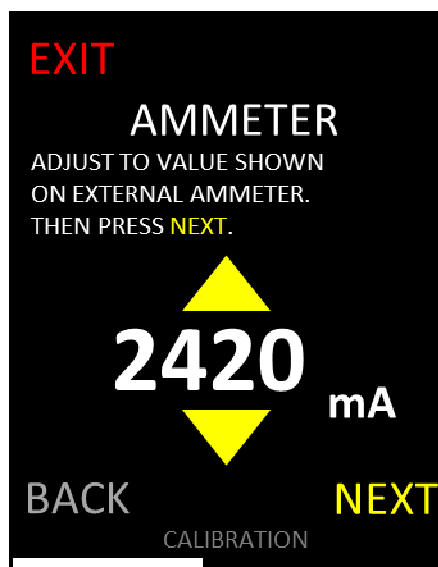 EXIT
AMMETER
ADJUST TO VALUE SHOWN
ON EXTERNAL AMMETER.
THEN PRESS NEXT.
2420 mA
BACK NEXT
CALIBRATION